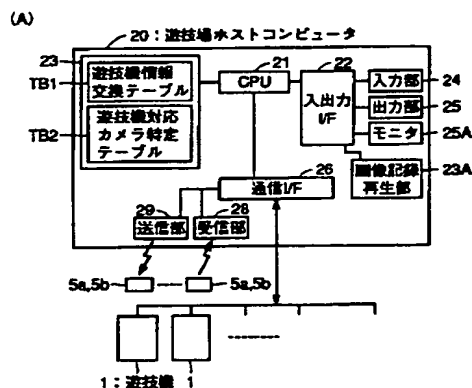 (A)
20：遊技場ホストコンピュータ
23
TB1
遊技機情報
交換テーブル
TB2
遊技機対応
カメラ特定
テーブル
21
CPU
22
入出力
I/F
入力部
24
出力部
25
モニタ
25A
画像記録
再生部
23A
26
通信I/F
29
送信部
28
受信部
5a,5b
5a,5b
1：遊技機
1